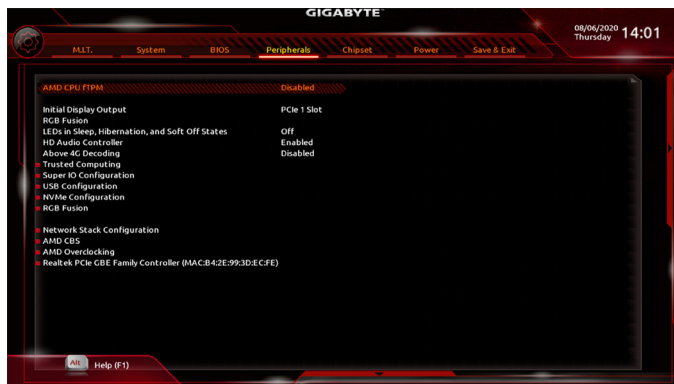 GIGABYTE™
08/06/2020 14:01
Thursday
M.I.T. System BIOS Peripherals Chipset Power Save & Exit
AMD CPU fTPM Disabled
Initial Display Output PCIe 1 Slot
RGB Fusion
LEDs in Sleep, Hibernation, and Soft Off States Off
HD Audio Controller Enabled
Above 4G Decoding Disabled
Trusted Computing
Super IO Configuration
USB Configuration
NVMe Configuration
RGB Fusion
Network Stack Configuration
AMD CBS
AMD Overclocking
Realtek PCIe GBE Family Controller (MAC:B4:2E:99:3D:EC:FE)
Alt Help (F1)